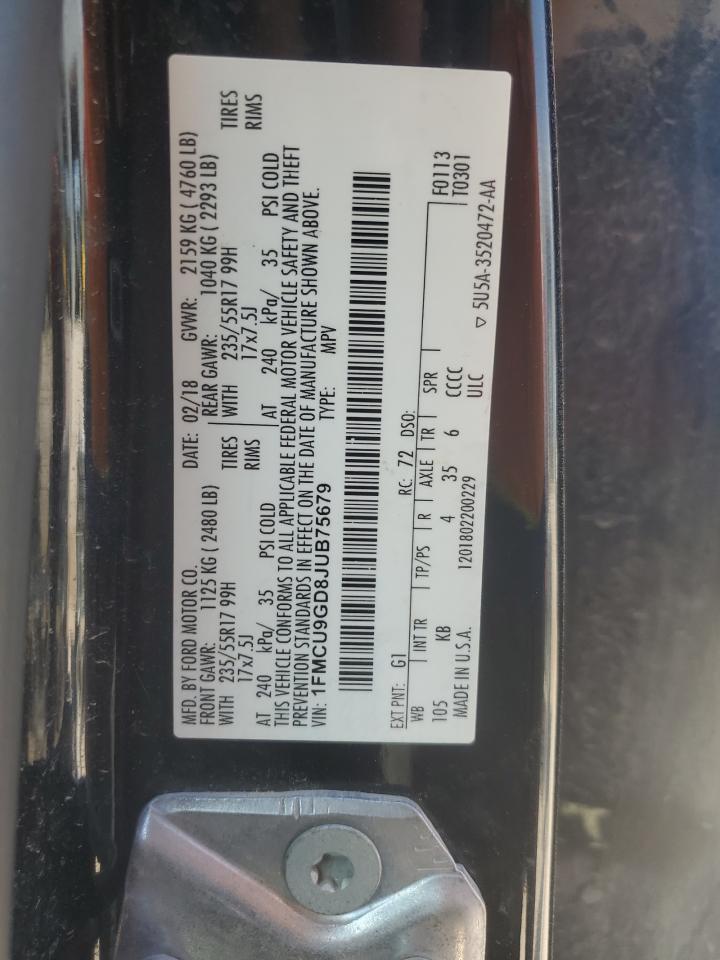 MFD. BY FORD MOTOR CO. DATE: 02/18 GVWR: 2159 KG ( 4760 LB)
FRONT GAWR: 1125 KG ( 2480 LB) REAR GAWR: 1040 KG ( 2293 LB)
WITH 235/55R17 99H TIRES WITH 235/55R17 99H TIRES
17x7.5J RIMS 17x7.5J RIMS
AT 240 kPa/ 35 PSI COLD AT 240 kPa/ 35 PSI COLD
THIS VEHICLE CONFORMS TO ALL APPLICABLE FEDERAL MOTOR VEHICLE SAFETY AND THEFT
PREVENTION STANDARDS IN EFFECT ON THE DATE OF MANUFACTURE SHOWN ABOVE.
VIN: 1FMCU9GD8JUB75679 TYPE: MPV
EXT PNT: G1 RC: 72 DSO: F0113
WB INT TR TP/PS R AXLE TR SPR T0301
105 KB 4 35 6 CCCC
MADE IN U.S.A. 1201802200229 ULC ▽ 5U5A-3520472-AA